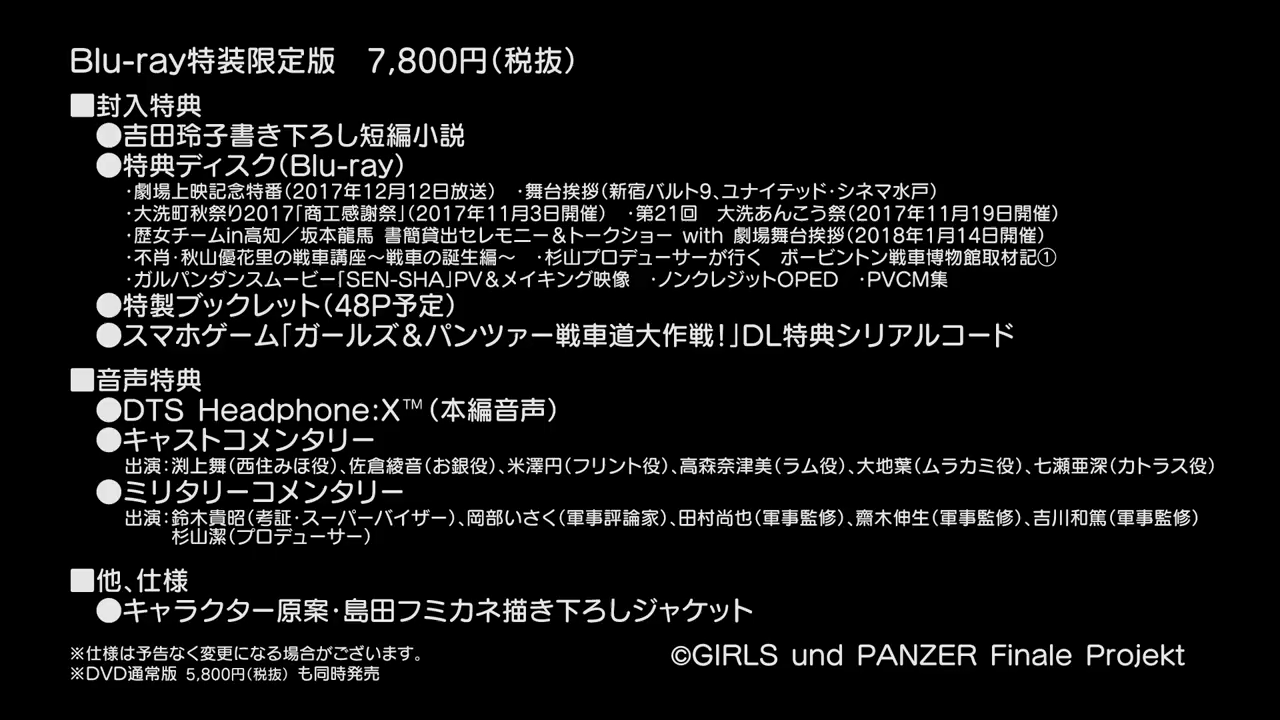 Blu-ray特装限定版　7,800円(税抜)
■封入特典
●吉田玲子書き下ろし短編小説
●特典ディスク(Blu-ray)
・劇場上映記念特番(2017年12月12日放送)　・舞台挨拶(新宿バルト9、ユナイテッド・シネマ水戸)
・大洗町秋祭り2017「商工感謝祭」(2017年11月3日開催)　・第21回　大洗あんこう祭(2017年11月19日開催)
・歴女チームin高知／坂本龍馬 書簡貸出セレモニー＆トークショー with 劇場舞台挨拶(2018年1月14日開催)
・不肖・秋山優花里の戦車講座～戦車の誕生編～　・杉山プロデューサーが行く　ボービントン戦車博物館取材記①
・ガルパンダンスムービー「SEN-SHA」PV＆メイキング映像　・ノンクレジットOPED　・PVCM集
●特製ブックレット(48P予定)
●スマホゲーム「ガールズ＆パンツァー戦車道大作戦！」DL特典シリアルコード
■音声特典
●DTS Headphone:X™(本編音声)
●キャストコメンタリー
出演：渕上舞(西住みほ役)、佐倉綾音(お銀役)、米澤円(フリント役)、高森奈津美(ラム役)、大地葉(ムラカミ役)、七瀬亜深(カトラス役)
●ミリタリーコメンタリー
出演：鈴木貴昭(考証・スーパーバイザー)、岡部いさく(軍事評論家)、田村尚也(軍事監修)、齋木伸生(軍事監修)、吉川和篤(軍事監修)
杉山潔(プロデューサー)
■他、仕様
●キャラクター原案・島田フミカネ描き下ろしジャケット
※仕様は予告なく変更になる場合がございます。
※DVD通常版 5,800円(税抜) も同時発売
©GIRLS und PANZER Finale Projekt